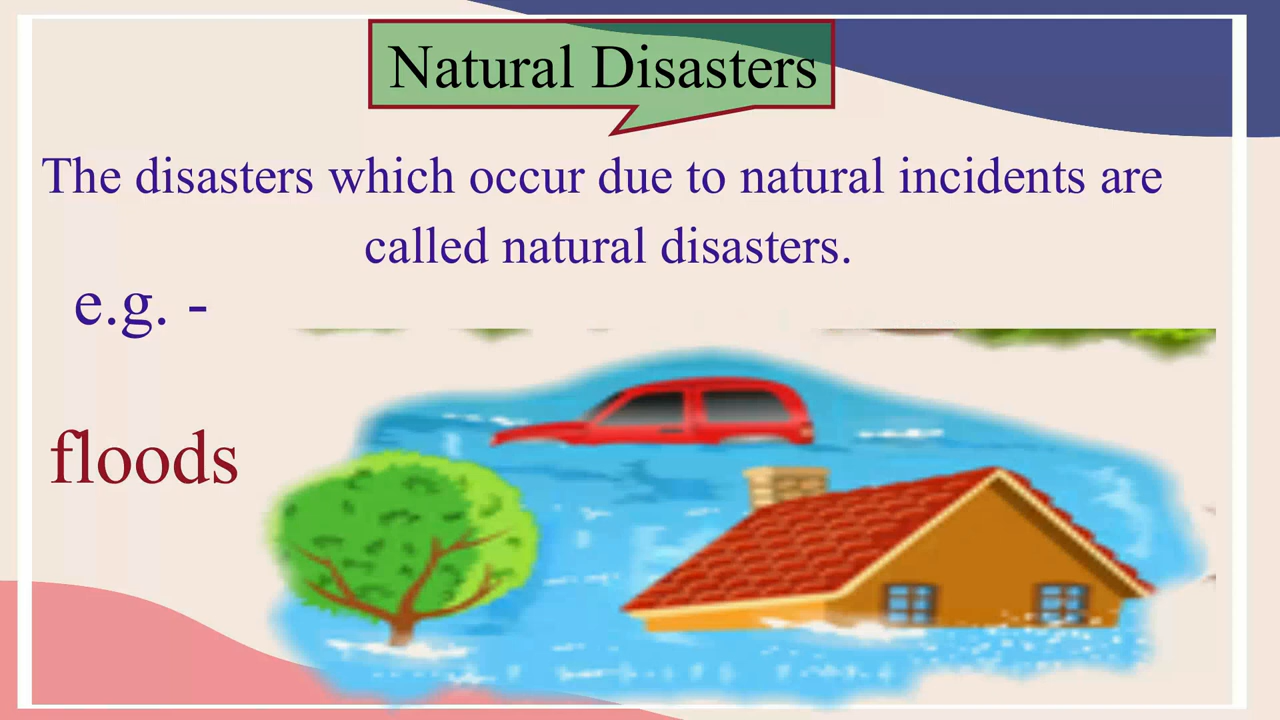 Natural Disasters
The disasters which occur due to natural incidents are
called natural disasters.
e.g. -
floods